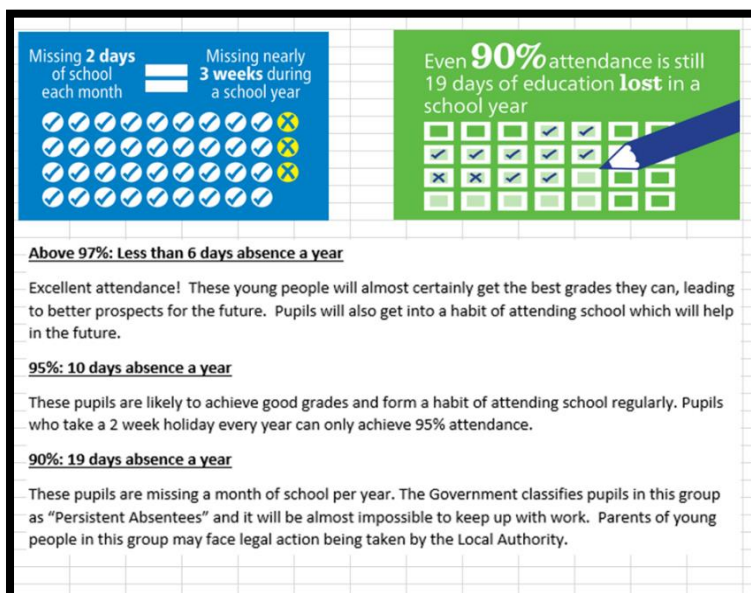 Missing 2 days
of school
each month
Missing nearly
3 weeks during
a school year
Even 90% attendance is still
19 days of education lost in a
school year
Above 97%: Less than 6 days absence a year
Excellent attendance!  These young people will almost certainly get the best grades they can, leading
to better prospects for the future.  Pupils will also get into a habit of attending school which will help
in the future.
95%: 10 days absence a year
These pupils are likely to achieve good grades and form a habit of attending school regularly. Pupils
who take a 2 week holiday every year can only achieve 95% attendance.
90%: 19 days absence a year
These pupils are missing a month of school per year. The Government classifies pupils in this group
as “Persistent Absentees” and it will be almost impossible to keep up with work.  Parents of young
people in this group may face legal action being taken by the Local Authority.